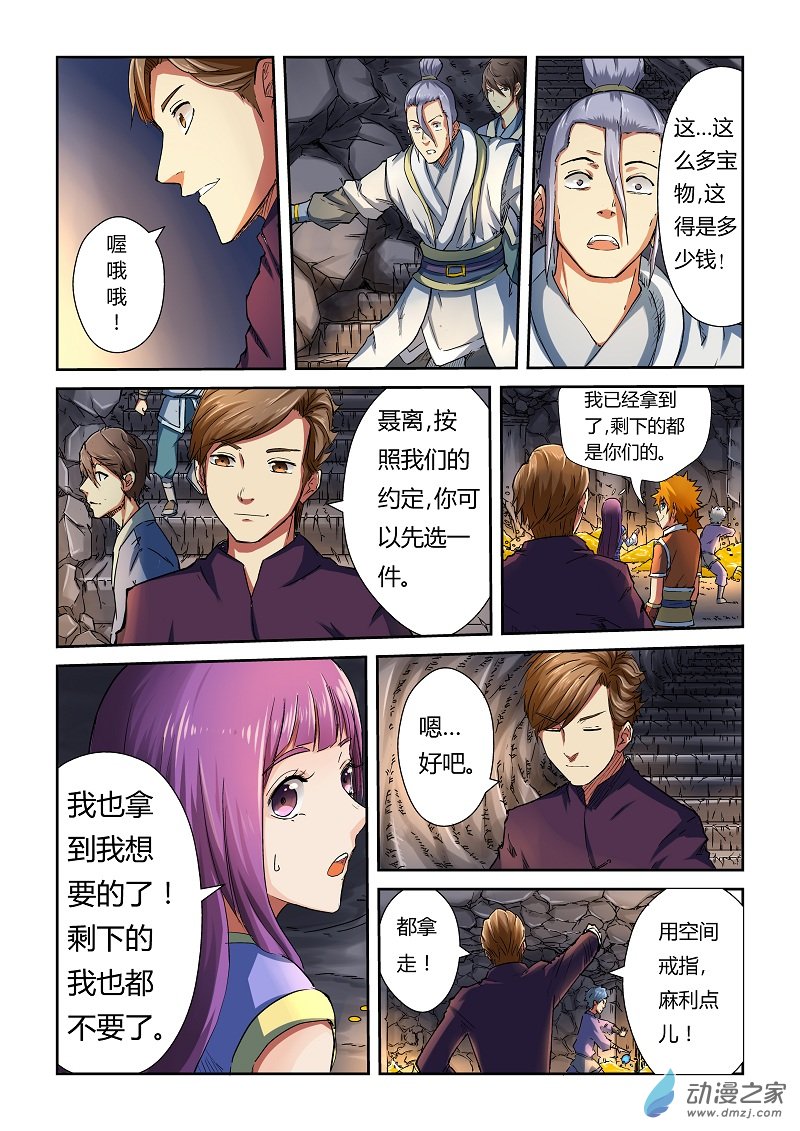 喔
哦
哦
！
这…这
么多宝
物,这
得是多
少钱！
聂离,按
照我们的
约定,你可
以先选一
件。
我已经拿到
了,剩下的都
是你们的。
我也拿
到我想
要的了！
剩下的
我也都
不要了。
嗯…
好吧。
都拿
走！
用空间
戒指，
麻利点
儿！
动漫之家
www.dmzj.com